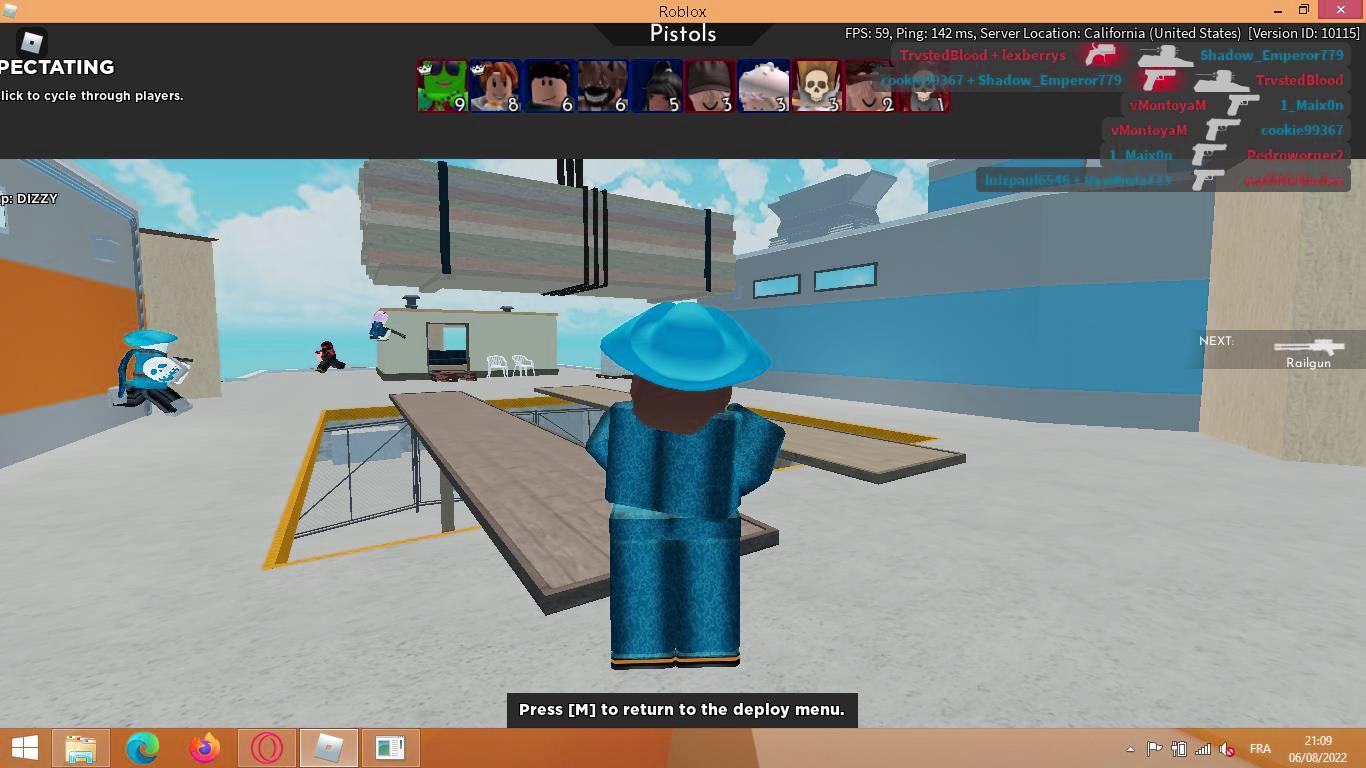 Roblox
Pistols
FPS: 59, Ping: 142 ms, Server Location: California (United States) [Version ID: 10115]
PECTATING
lick to cycle through players.
9 8 6 6 5 3 3 3 2 1
TrvstedBlood + lexberrys Shadow_Emperor779
cookie99367 + Shadow_Emperor779 TrvstedBlood
vMontoyaM 1_Maix0n
vMontoyaM cookie99367
1_Maix0n Pedroworner2
luizpaul6546 +
p: DIZZY
NEXT:
Railgun
Press [M] to return to the deploy menu.
FRA
21:09
06/08/2022